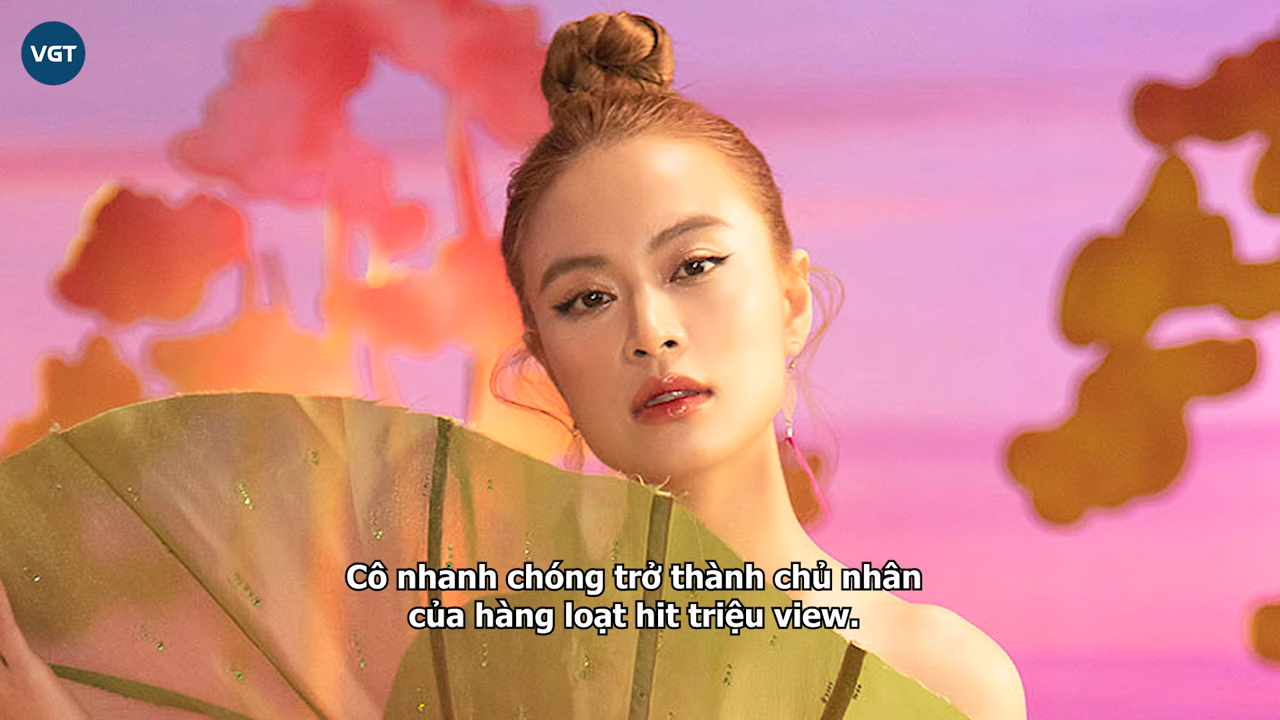 VGT
Cô nhanh chóng trở thành chủ nhân
của hàng loạt hit triệu view.